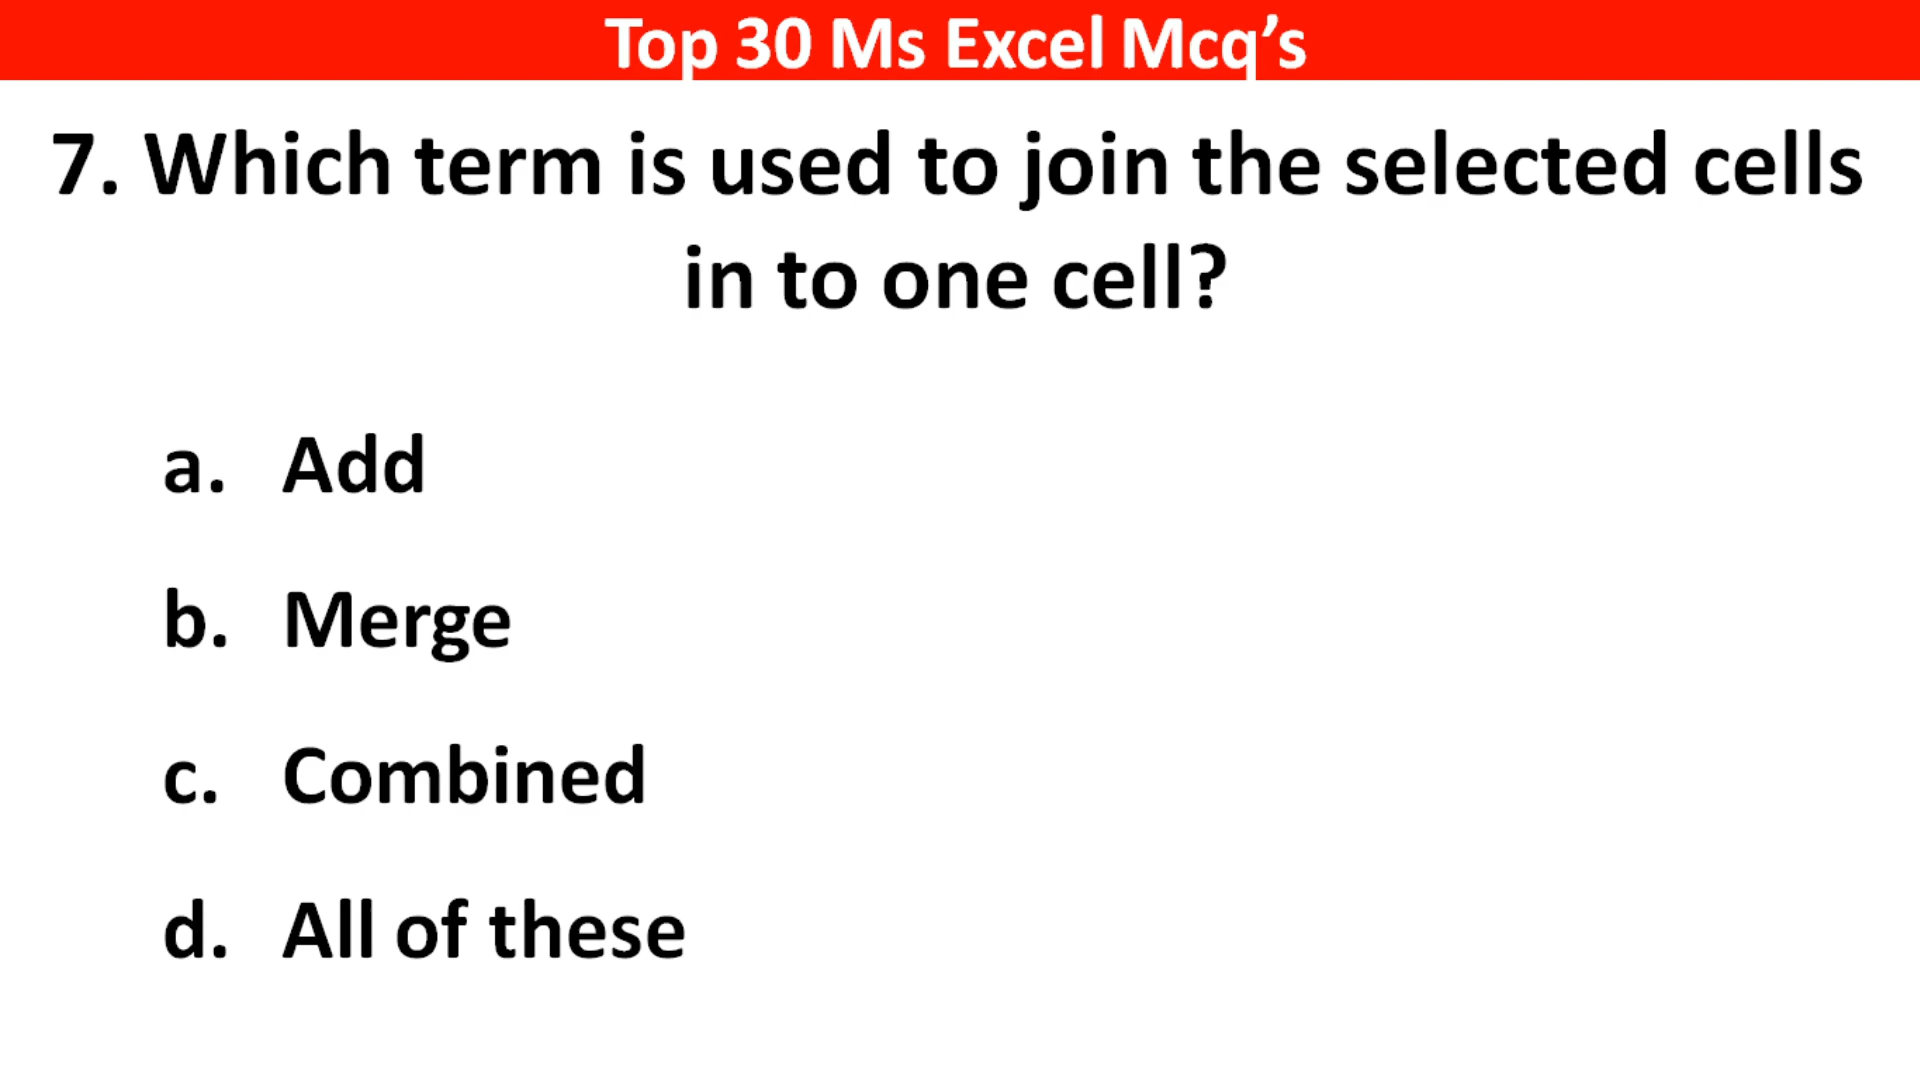 Top 30 Ms Excel Mcq’s
7. Which term is used to join the selected cells
in to one cell?
a. Add
b. Merge
c. Combined
d. All of these